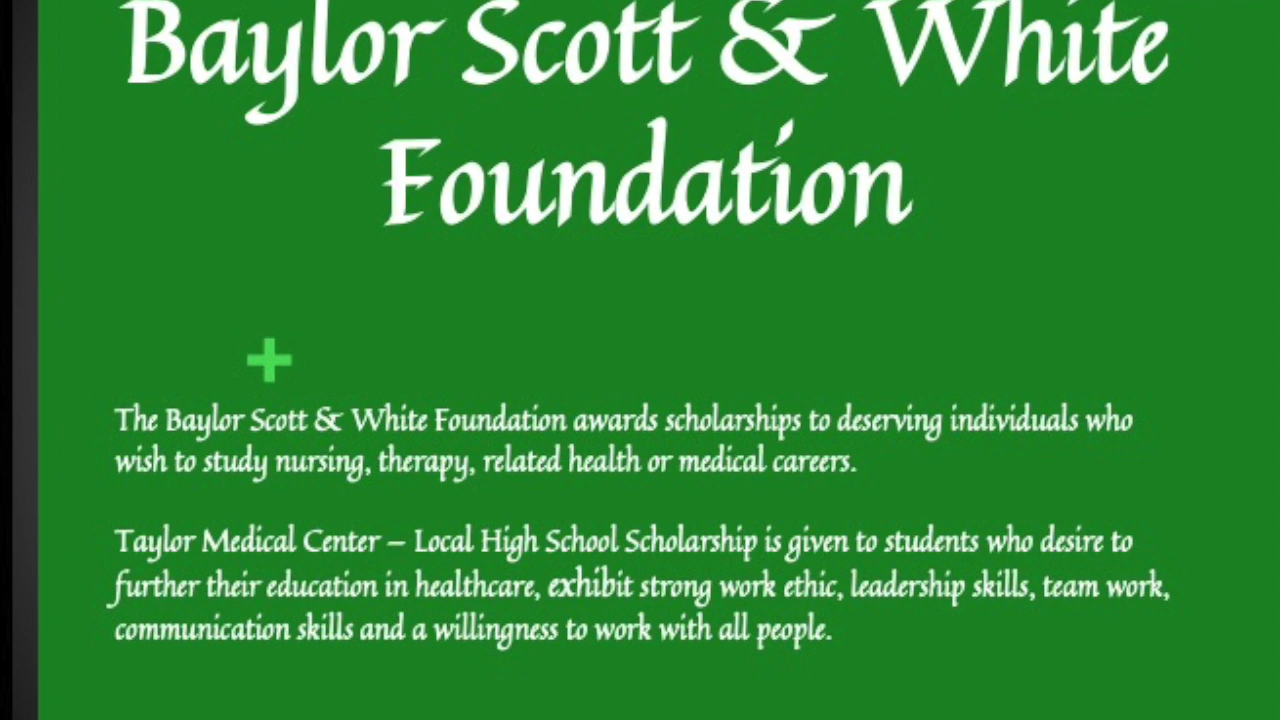 Baylor Scott & White
Foundation
The Baylor Scott & White Foundation awards scholarships to deserving individuals who
wish to study nursing, therapy, related health or medical careers.
Taylor Medical Center – Local High School Scholarship is given to students who desire to
further their education in healthcare, exhibit strong work ethic, leadership skills, team work,
communication skills and a willingness to work with all people.